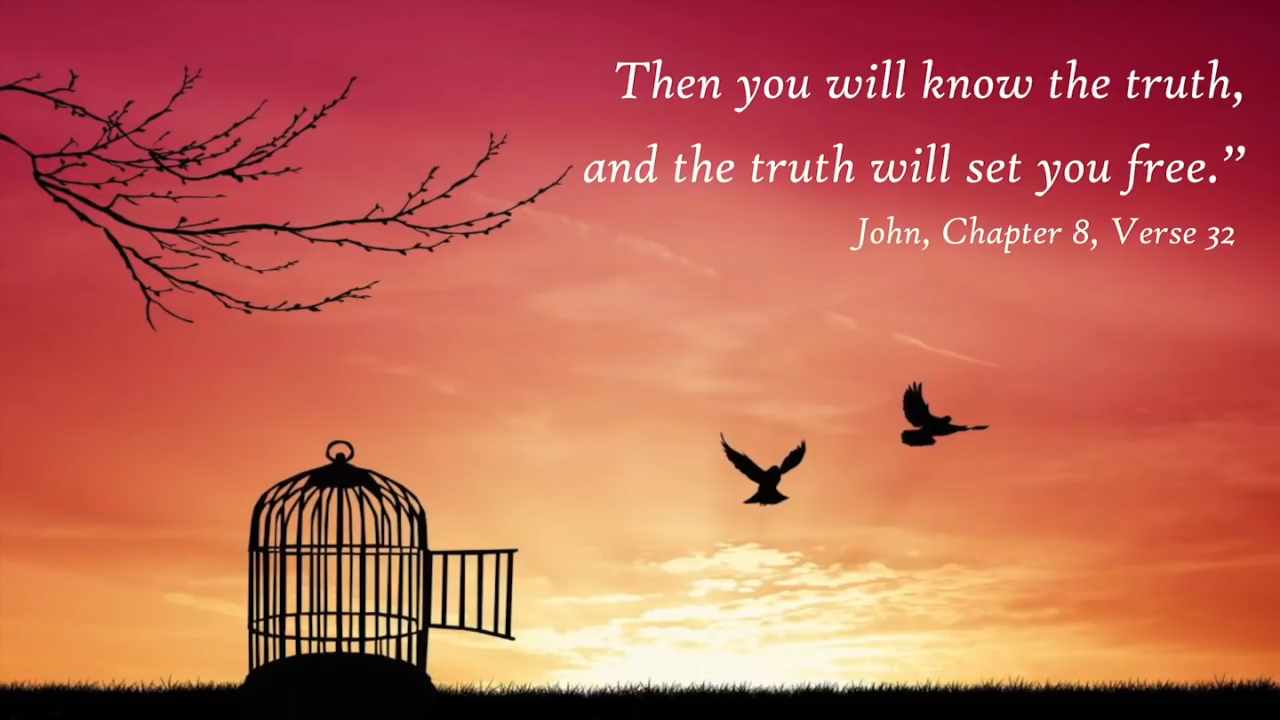 Then you will know the truth,
and the truth will set you free.”
John, Chapter 8, Verse 32